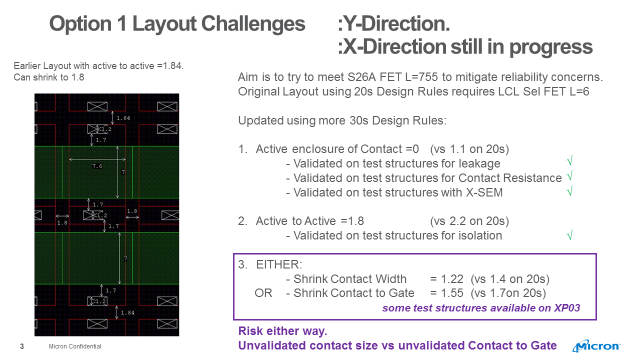 Option 1 Layout Challenges :Y-Direction.
:X-Direction still in progress
Earlier Layout with active to active =1.84.
Can shrink to 1.8
Aim is to try to meet S26A FET L=755 to mitigate reliability concerns.
Original Layout using 20s Design Rules requires LCL Sel FET L=6
Updated using more 30s Design Rules:
1. Active enclosure of Contact =0 (vs 1.1 on 20s)
- Validated on test structures for leakage √
- Validated on test structures for Contact Resistance √
- Validated on test structures with X-SEM √
2. Active to Active =1.8 (vs 2.2 on 20s)
- Validated on test structures for isolation √
3. EITHER:
- Shrink Contact Width = 1.22 (vs 1.4 on 20s)
OR - Shrink Contact to Gate = 1.55 (vs 1.7on 20s)
some test structures available on XP03
Risk either way.
Unvalidated contact size vs unvalidated Contact to Gate
1.84
1.2
1.7
7.6
7
1.7
1.2
1.8
1.8
1.7
7
1.7
1.2
1.84
3 Micron Confidential
Micron